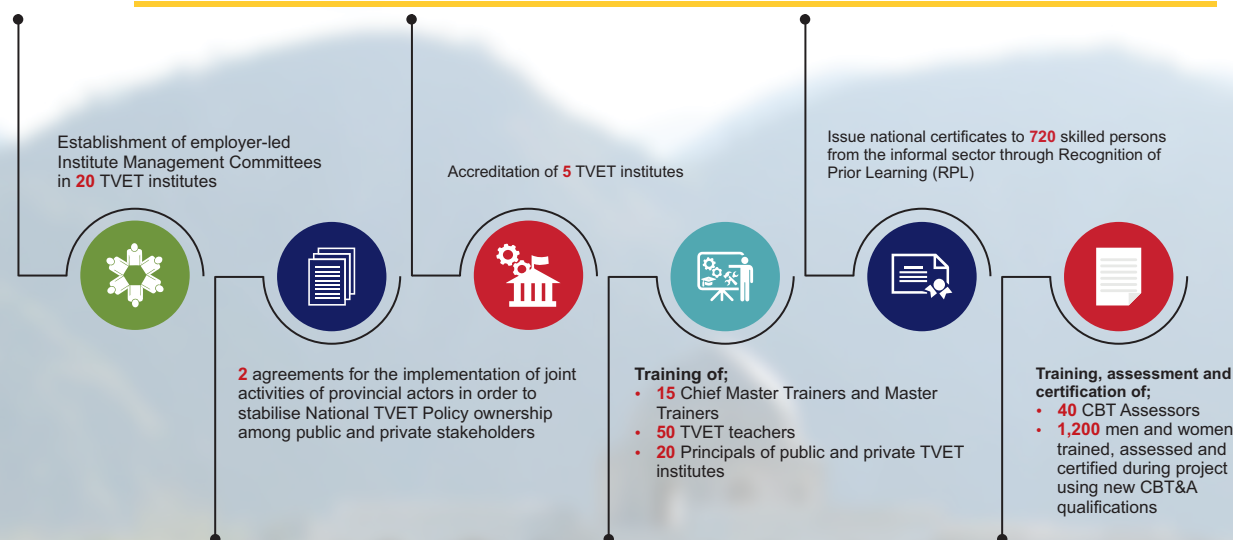 Establishment of employer-led
Institute Management Committees
in 20 TVET institutes
2 agreements for the implementation of joint
activities of provincial actors in order to
stabilise National TVET Policy ownership
among public and private stakeholders
Accreditation of 5 TVET institutes
Training of;
• 15 Chief Master Trainers and Master
Trainers
• 50 TVET teachers
• 20 Principals of public and private TVET
institutes
Issue national certificates to 720 skilled persons
from the informal sector through Recognition of
Prior Learning (RPL)
Training, assessment and
certification of;
• 40 CBT Assessors
• 1,200 men and women
trained, assessed and
certified during project
using new CBT&A
qualifications